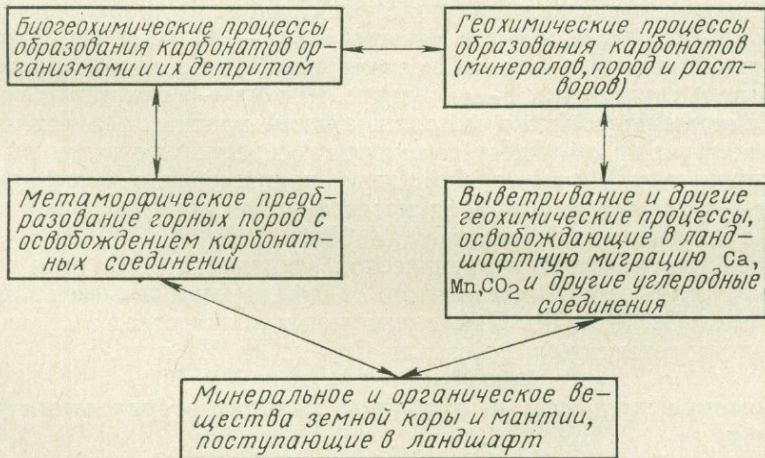 Биогеохимические процессы
образования карбонатов ор-
ганизмами и их детритом
Геохимические процессы
образования карбонатов
(минералов, пород и раст-
воров)
Метаморфическое преоб-
разование горных пород с
освобождением карбонат-
ных соединений
Выветривание и другие
геохимические процессы,
освобождающие в ланд-
шафтную миграцию Ca,
Mn,CO2 и другие углеродные
соединения
Минеральное и органическое ве-
щества земной коры и мантии,
поступающие в ландшафт